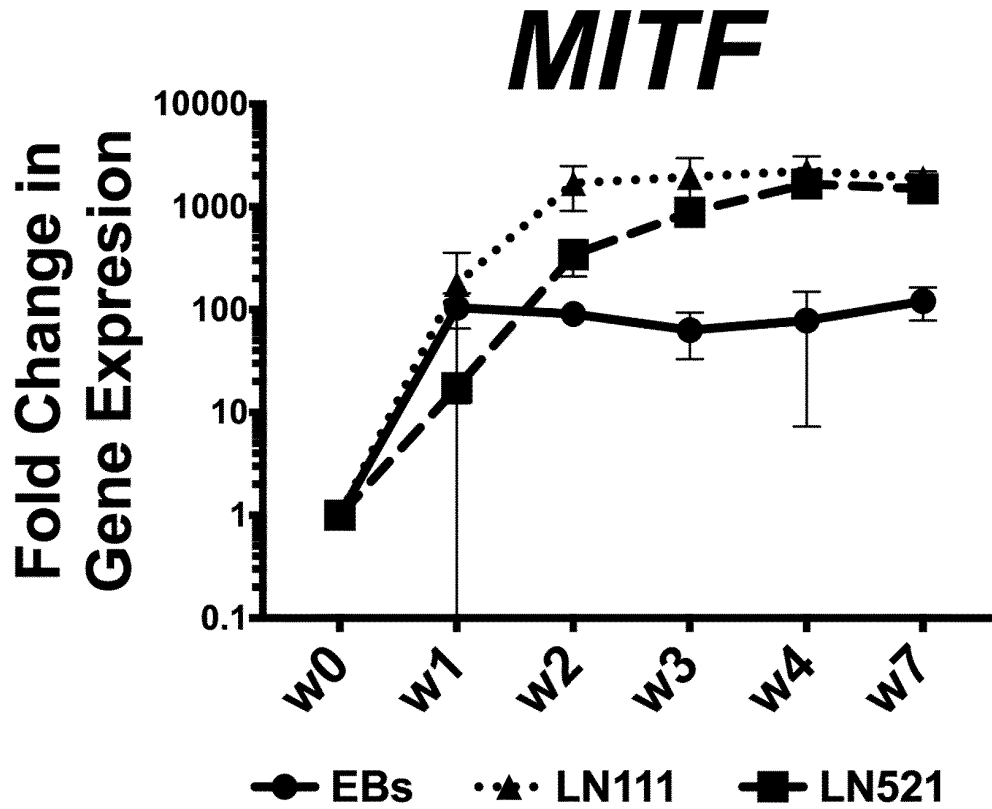 MITF
Fold Change in
Gene Expression
10000
1000
100
10
1
0.1
w0 w1 w2 w3 w4 w7
EBs LN111 LN521